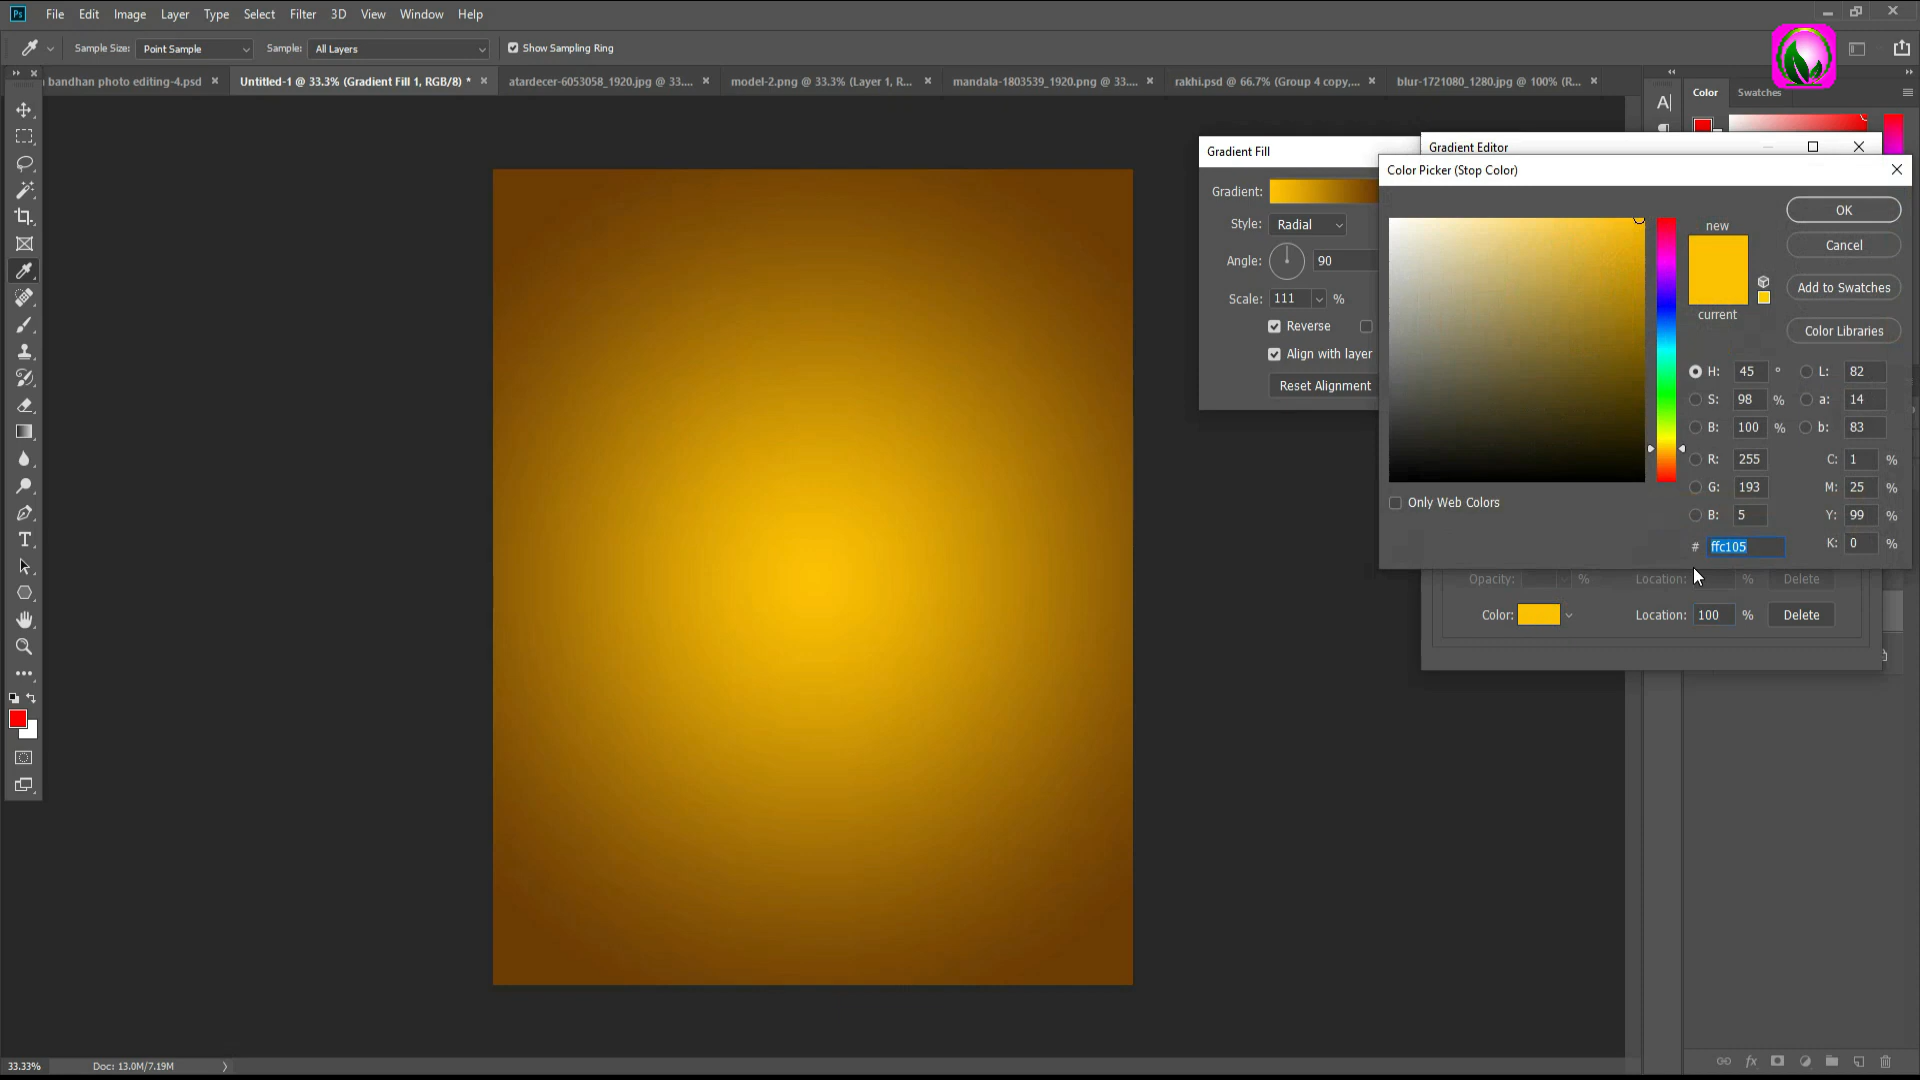 Ps File Edit Image Layer Type Select Filter 3D View Window Help
Sample Size: Point Sample Sample: All Layers Show Sampling Ring
bandhan photo editing-4.psd Untitled-1 @ 33.3% (Gradient Fill 1, RGB/8) * atardecer-6053058_1920.jpg @ 33.... model-2.png @ 33.3% (Layer 1, R... mandala-1803539_1920.png @ 33.... rakhi.psd @ 66.7% (Group 4 copy,... blur-1721080_1280.jpg @ 100% (R...
Color Swatches
Gradient Fill
Gradient:
Style: Radial
Angle: 90
Scale: 111 %
Reverse
Align with layer
Reset Alignment
Gradient Editor
Color Picker (Stop Color)
new
current
OK
Cancel
Add to Swatches
Color Libraries
H: 45 ° L: 82
S: 98 % a: 14
B: 100 % b: 83
R: 255 C: 1 %
G: 193 M: 25 %
B: 5 Y: 99 %
# ffc105 K: 0 %
Only Web Colors
Opacity: % Location: % Delete
Color: Location: 100 % Delete
33.33% Doc: 13.0M/7.19M